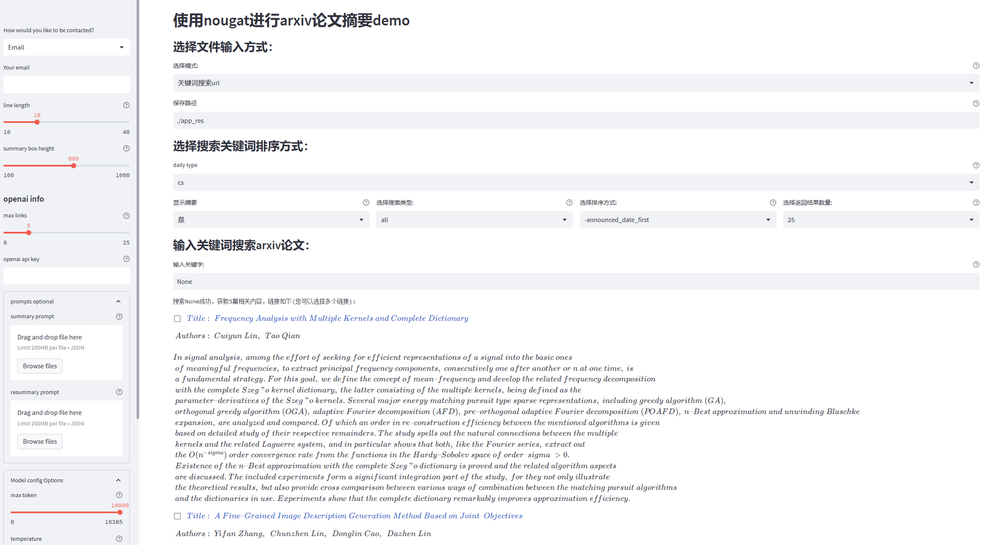 How would you like to be contacted?
Email
Your email
line length
18
10 40
summary box height
600
100 1000
openai info
max links
5
0 25
openai api key
prompts optional
summary prompt
Drag and drop file here
Limit 200MB per file • JSON
Browse files
resummary prompt
Drag and drop file here
Limit 200MB per file • JSON
Browse files
Model config Options
max token
16000
0 16385
temperature
使用nougat进行arxiv论文摘要demo
选择文件输入方式：
选择模式:
关键词搜索url
保存路径
./app_res
选择搜索关键词排序方式：
daily type
cs
显示摘要 选择搜索类型: 选择排序方式: 选择返回结果数量:
是 all -announced_date_first 25
输入关键词搜索arxiv论文：
输入关键字:
None
搜索None成功，获取5篇相关内容，链接如下(您可以选择多个链接)：
Title : Frequency Analysis with Multiple Kernels and Complete Dictionary
Authors : Cuiyun Lin, Tao Qian
In signal analysis, among the effort of seeking for efficient representations of a signal into the basic ones
of meaningful frequencies, to extract principal frequency components, consecutively one after another or n at one time, is
a fundamental strategy. For this goal, we define the concept of mean–frequency and develop the related frequency decomposition
with the complete Szeg ”o kernel dictionary, the latter consisting of the multiple kernels, being defined as the
parameter–derivatives of the Szeg ”o kernels. Several major energy matching pursuit type sparse representations, including greedy algorithm (GA),
orthogonal greedy algorithm (OGA), adaptive Fourier decomposition (AFD), pre–orthogonal adaptive Fourier decomposition (POAFD), n–Best approximation and unwinding Blaschke
expansion, are analyzed and compared. Of which an order in re–construction efficiency between the mentioned algorithms is given
based on detailed study of their respective remainders. The study spells out the natural connections between the multiple
kernels and the related Laguerre system, and in particular shows that both, like the Fourier series, extract out
the O(n^{–sigma}) order convergence rate from the functions in the Hardy–Sobolev space of order sigma > 0.
Existence of the n–Best approximation with the complete Szeg ”o dictionary is proved and the related algorithm aspects
are discussed. The included experiments form a significant integration part of the study, for they not only illustrate
the theoretical results, but also provide cross comparison between various ways of combination between the matching pursuit algorithms
and the dictionaries in use. Experiments show that the complete dictionary remarkably improves approximation efficiency.
Title : A Fine–Grained Image Description Generation Method Based on Joint Objectives
Authors : Yifan Zhang, Chunzhen Lin, Donglin Cao, Dazhen Lin